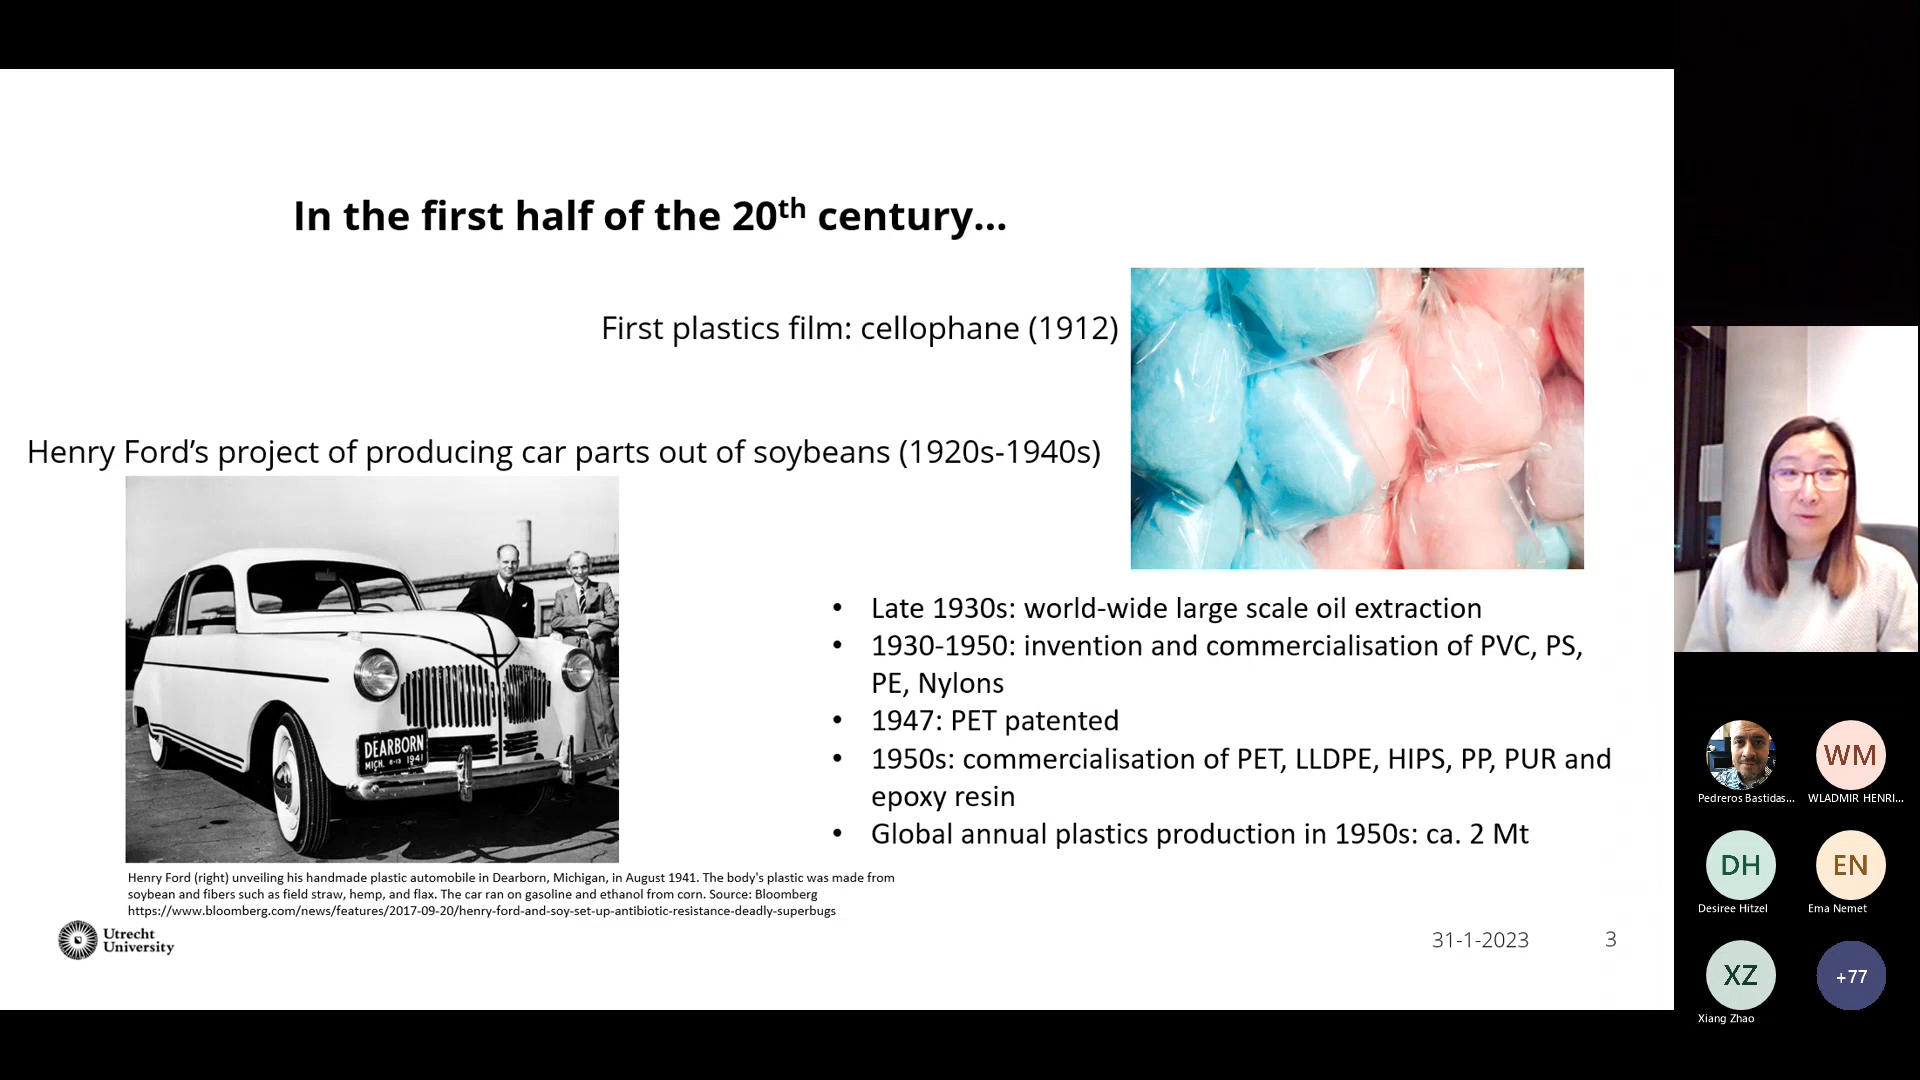 In the first half of the 20th century...
First plastics film: cellophane (1912)
Henry Ford's project of producing car parts out of soybeans (1920s-1940s)
DEARBORN
MICH. 8-13 1941
• Late 1930s: world-wide large scale oil extraction
• 1930-1950: invention and commercialisation of PVC, PS,
PE, Nylons
• 1947: PET patented
• 1950s: commercialisation of PET, LLDPE, HIPS, PP, PUR and
epoxy resin
• Global annual plastics production in 1950s: ca. 2 Mt
Henry Ford (right) unveiling his handmade plastic automobile in Dearborn, Michigan, in August 1941. The body's plastic was made from
soybean and fibers such as field straw, hemp, and flax. The car ran on gasoline and ethanol from corn. Source: Bloomberg
https://www.bloomberg.com/news/features/2017-09-20/henry-ford-and-soy-set-up-antibiotic-resistance-deadly-superbugs
Utrecht
University
31-1-2023
3
WM
Pedreros Bastidas...
WLADMIR HENRI...
DH
EN
Desiree Hitzel
Ema Nemet
XZ
+77
Xiang Zhao